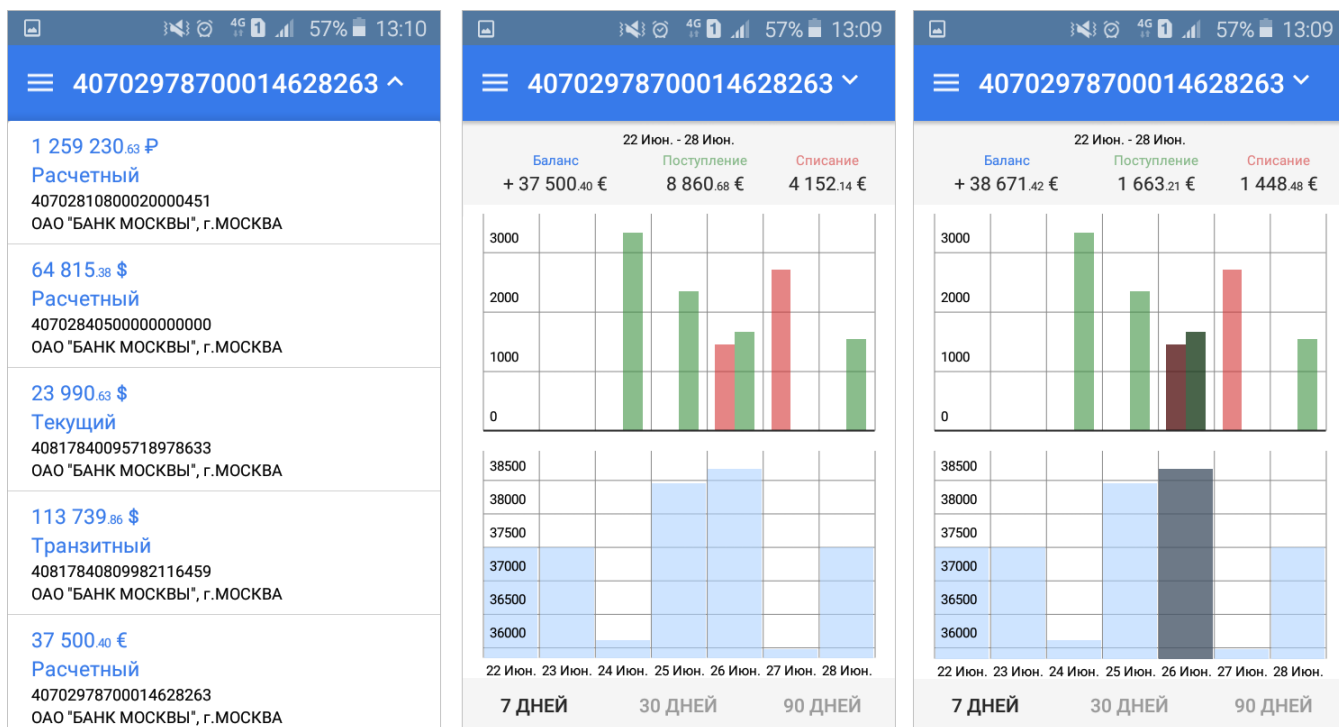 4G 1 57% 13:10
40702978700014628263
1 259 230.63 ₽
Расчетный
40702810800020000451
ОАО "БАНК МОСКВЫ", г.МОСКВА
64 815.38 $
Расчетный
40702840500000000000
ОАО "БАНК МОСКВЫ", г.МОСКВА
23 990.63 $
Текущий
40817840095718978633
ОАО "БАНК МОСКВЫ", г.МОСКВА
113 739.86 $
Транзитный
40817840809982116459
ОАО "БАНК МОСКВЫ", г.МОСКВА
37 500.40 €
Расчетный
40702978700014628263
ОАО "БАНК МОСКВЫ", г.МОСКВА
4G 1 57% 13:09
40702978700014628263
22 Июн. - 28 Июн.
Баланс Поступление Списание
+ 37 500.40 € 8 860.68 € 4 152.14 €
3000
2000
1000
0
38500
38000
37500
37000
36500
36000
22 Июн. 23 Июн. 24 Июн. 25 Июн. 26 Июн. 27 Июн. 28 Июн.
7 ДНЕЙ 30 ДНЕЙ 90 ДНЕЙ
4G 1 57% 13:09
40702978700014628263
22 Июн. - 28 Июн.
Баланс Поступление Списание
+ 38 671.42 € 1 663.21 € 1 448.48 €
3000
2000
1000
0
38500
38000
37500
37000
36500
36000
22 Июн. 23 Июн. 24 Июн. 25 Июн. 26 Июн. 27 Июн. 28 Июн.
7 ДНЕЙ 30 ДНЕЙ 90 ДНЕЙ